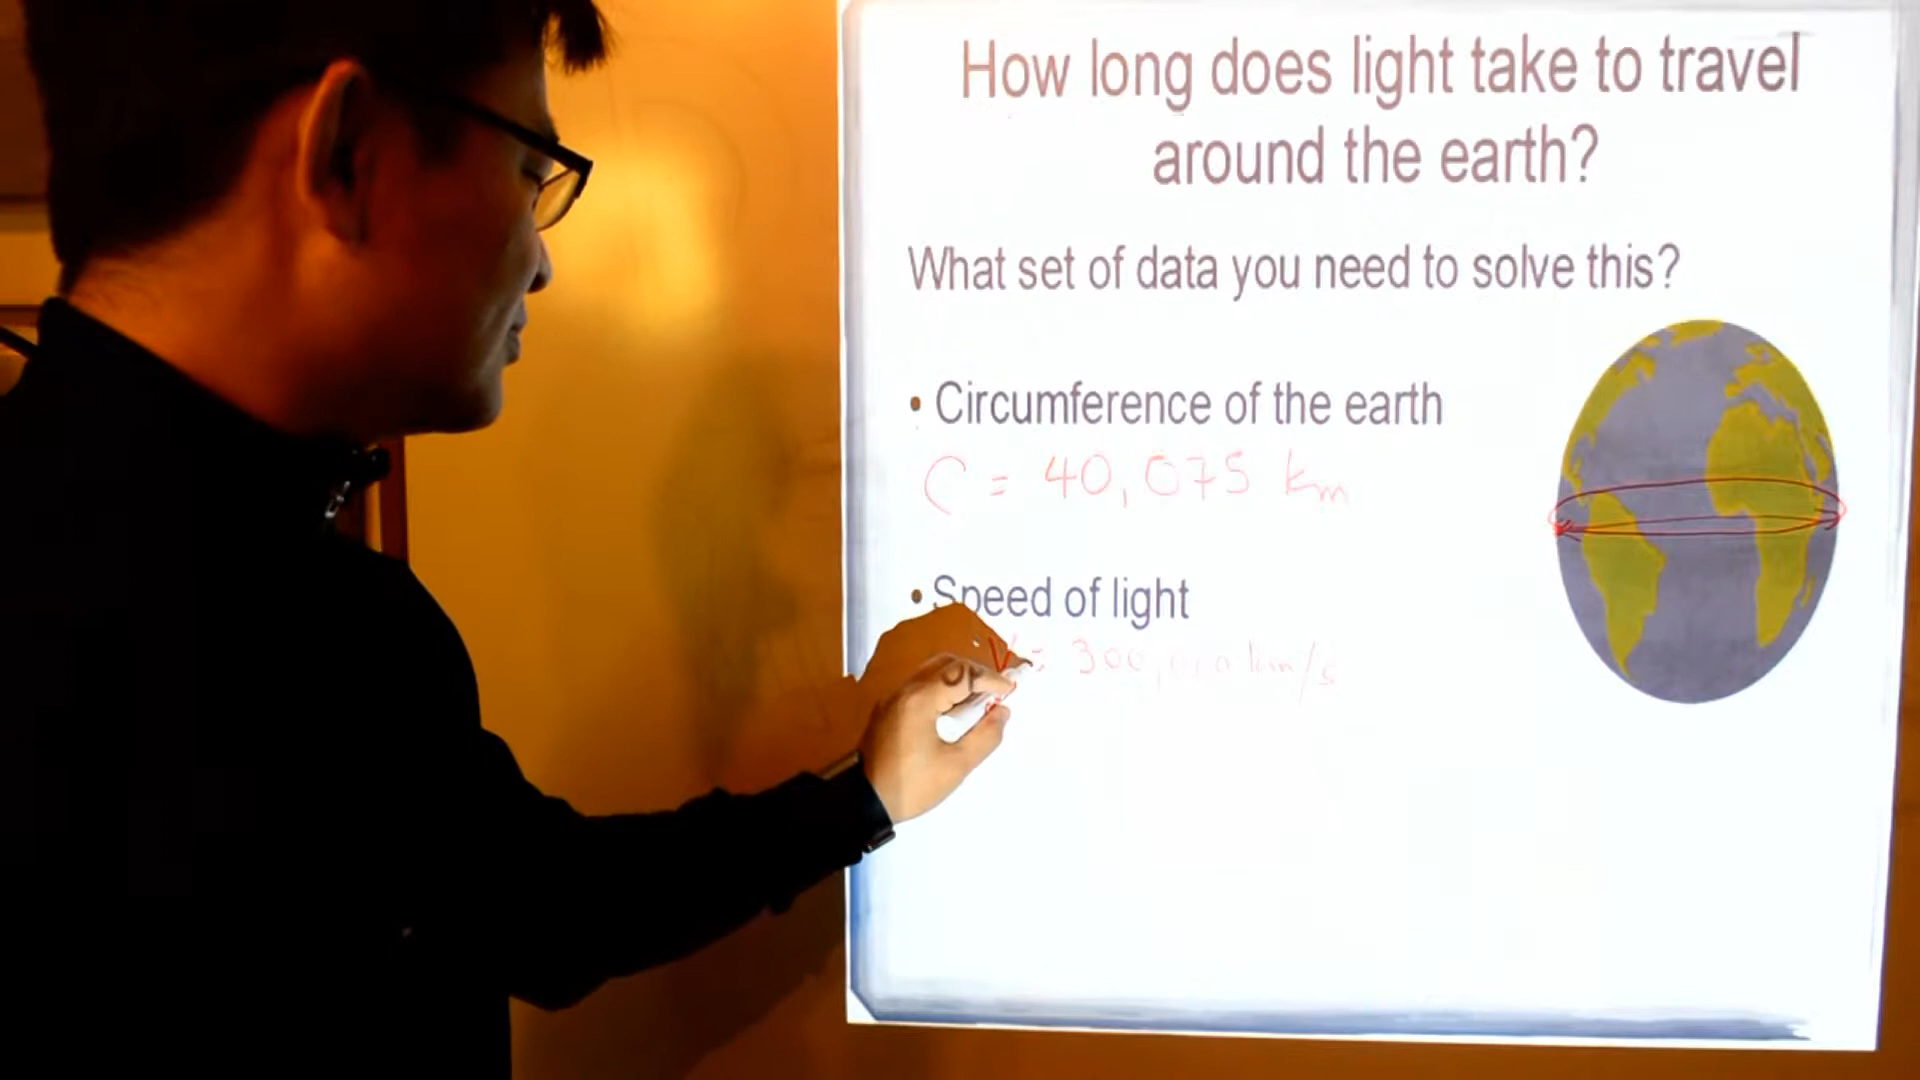 How long does light take to travel
around the earth?
What set of data you need to solve this?
• Circumference of the earth
C = 40,075 km
• Speed of light
V = 300,000 km/s